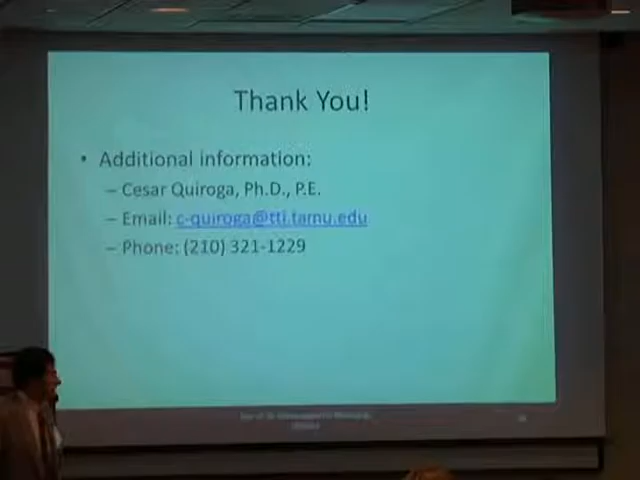 Thank You!
• Additional information:
– Cesar Quiroga, Ph.D., P.E.
– Email: c-quiroga@tti.tamu.edu
– Phone: (210) 321-1229